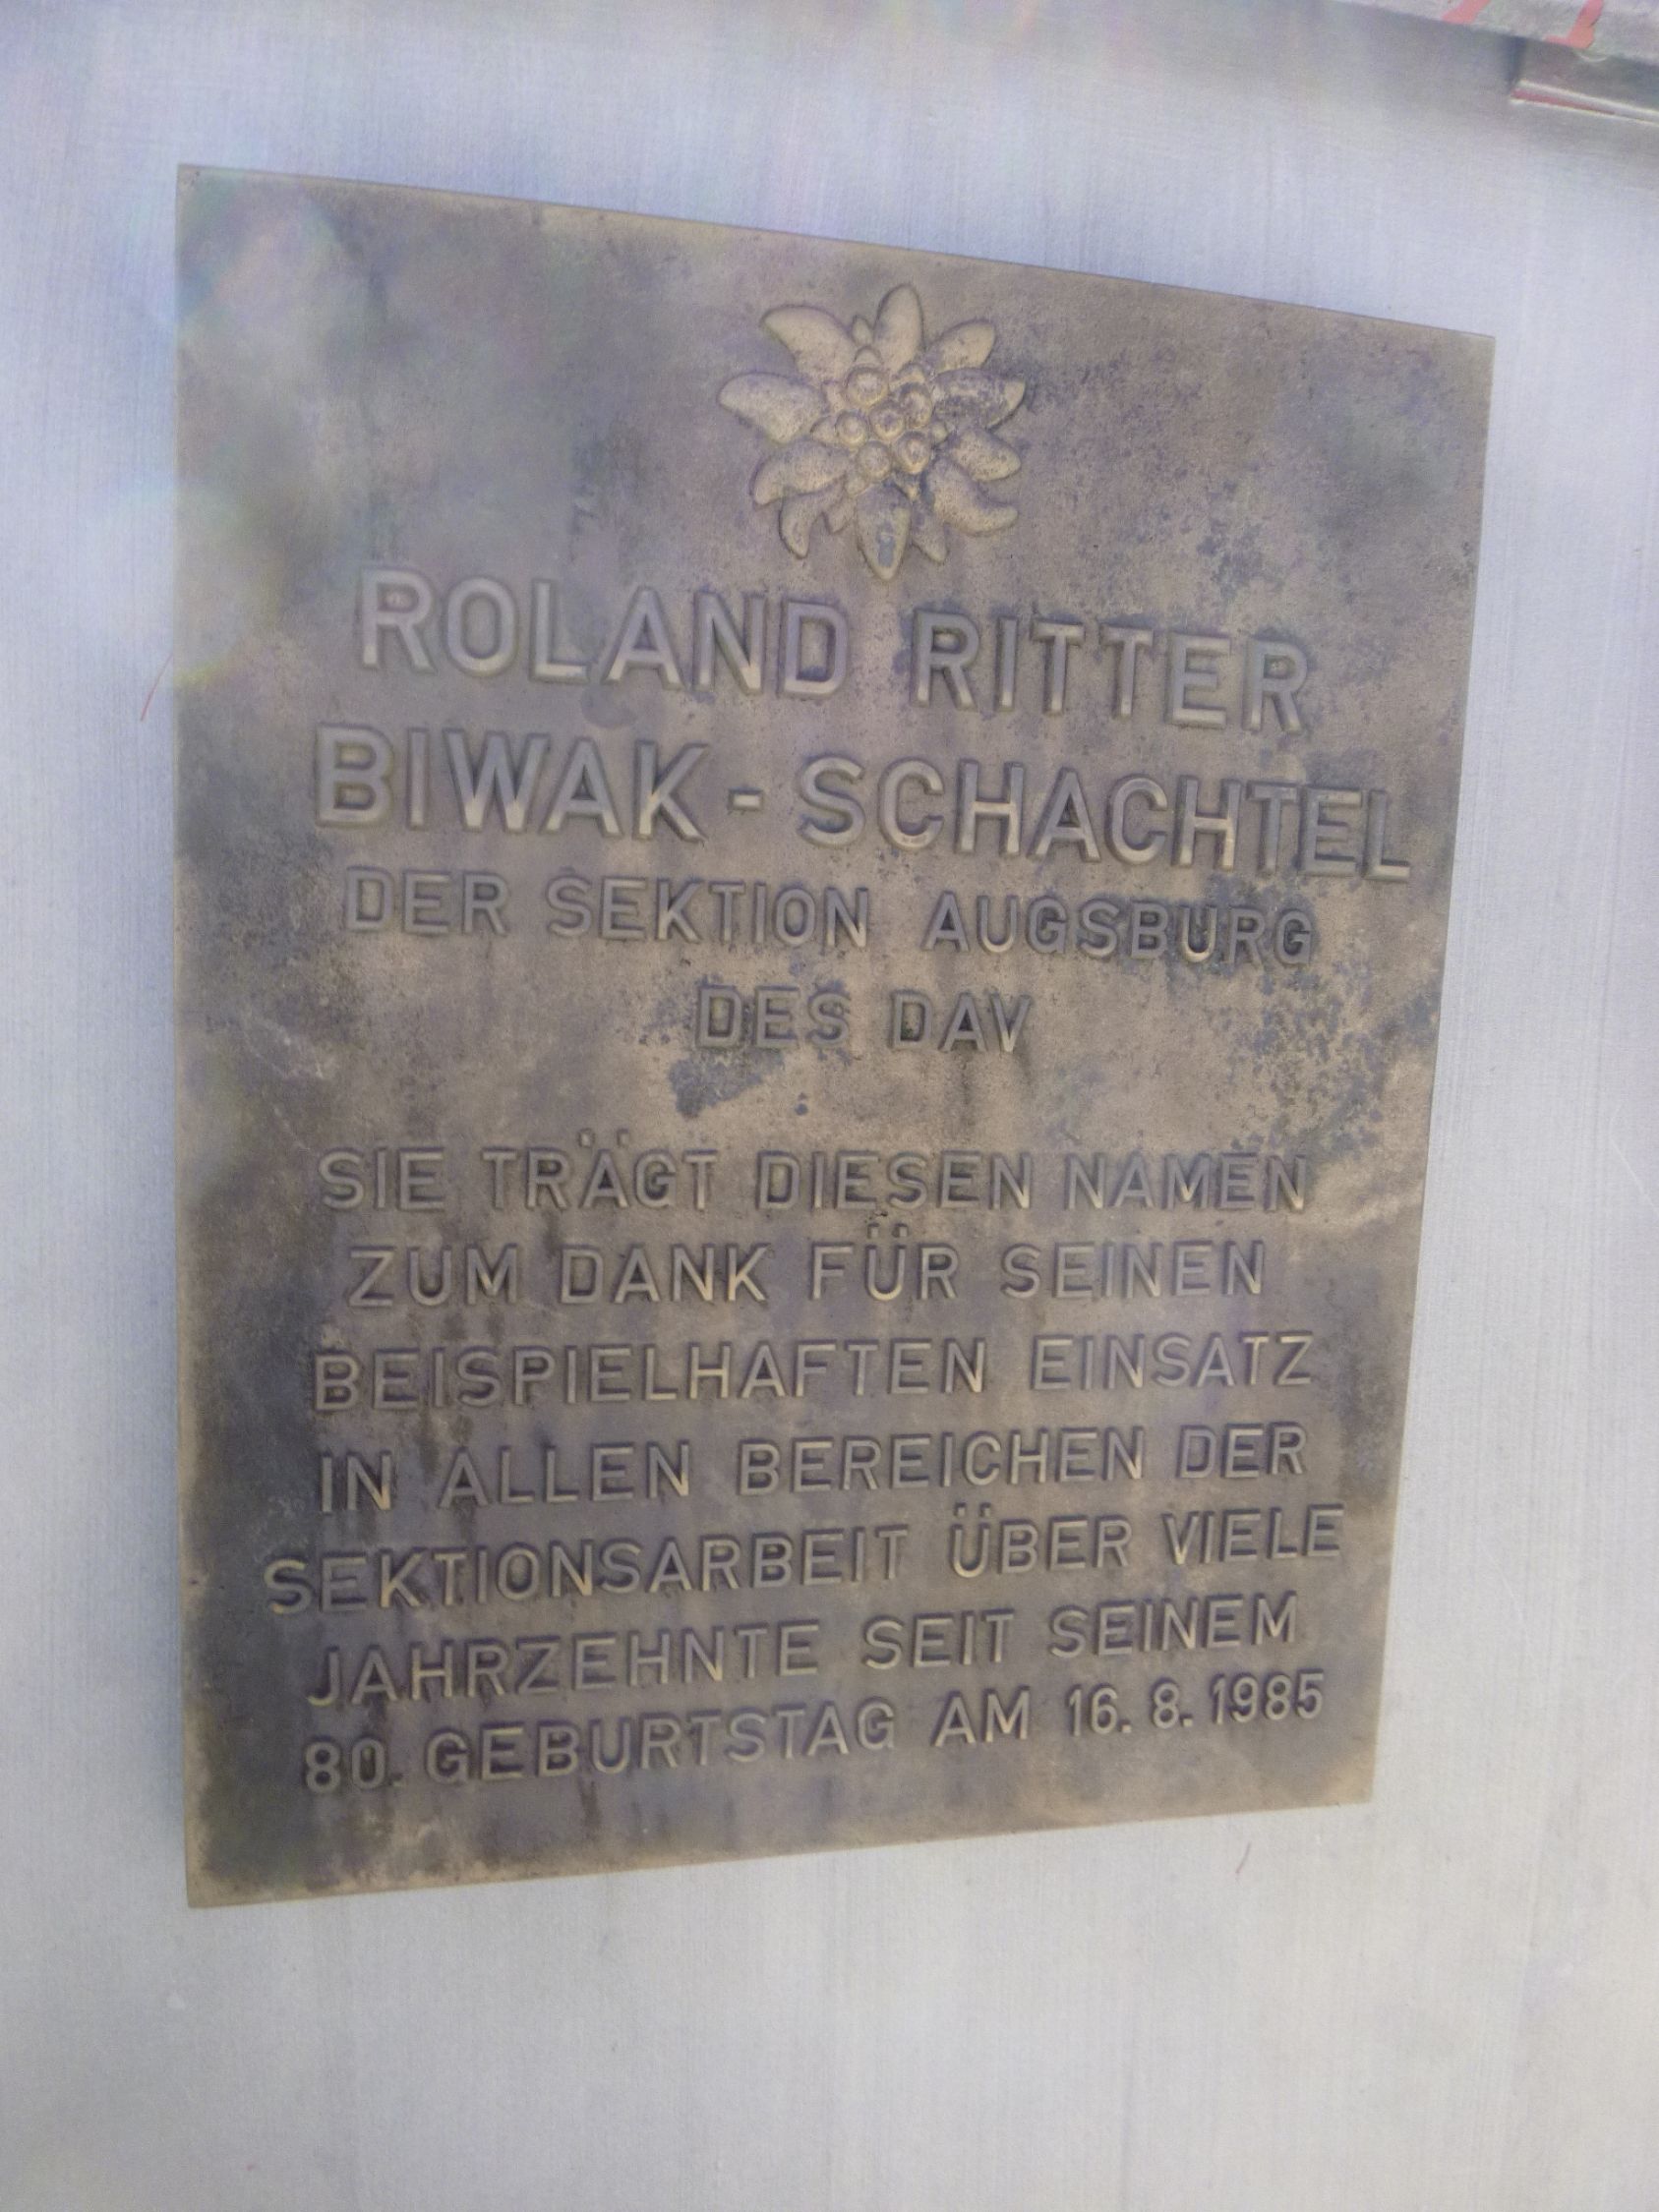 ROLAND RITTER
BIWAK - SCHACHTEL
DER SEKTION AUGSBURG
DES DAV
SIE TRÄGT DIESEN NAMEN
ZUM DANK FÜR SEINEN
BEISPIELHAFTEN EINSATZ
IN ALLEN BEREICHEN DER
SEKTIONSARBEIT ÜBER VIELE
JAHRZEHNTE SEIT SEINEM
80. GEBURTSTAG AM 16. 8. 1985